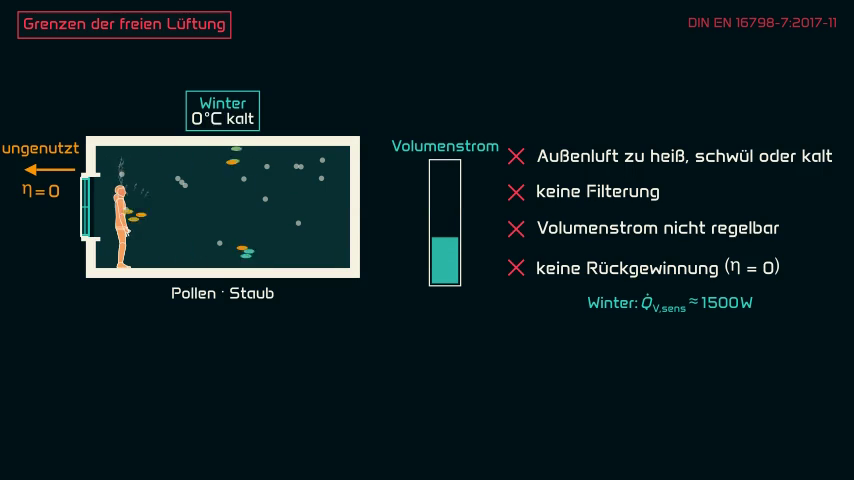 Grenzen der freien Lüftung
DIN EN 16798-7:2017-11
Winter
0°C kalt
ungenutzt
η = 0
Pollen · Staub
Volumenstrom
Außenluft zu heiß, schwül oder kalt
keine Filterung
Volumenstrom nicht regelbar
keine Rückgewinnung (η = 0)
Winter: Q̇V,sens ≈ 1500 W